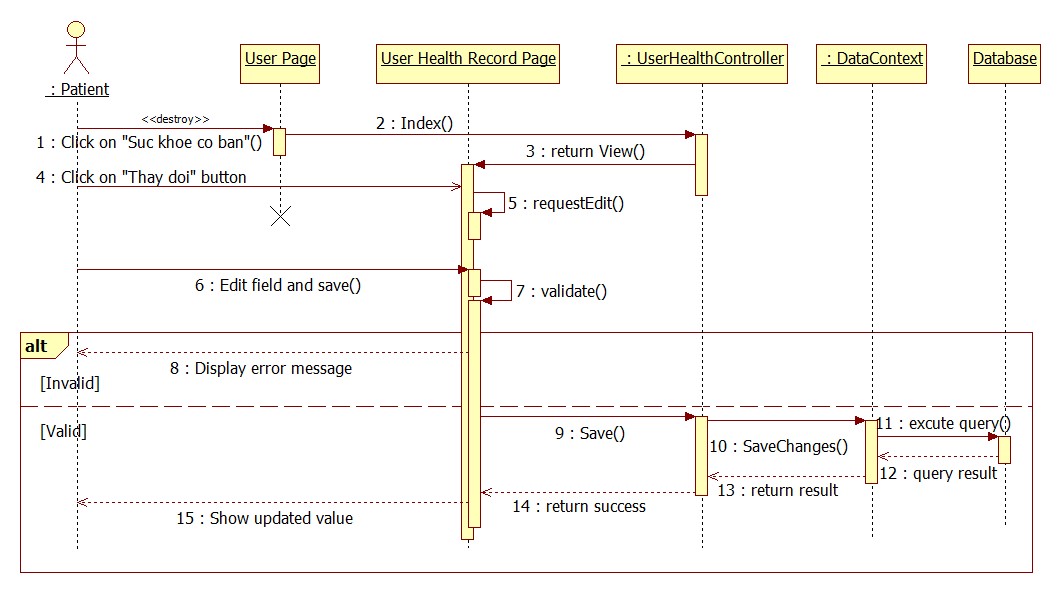 : Patient
User Page
User Health Record Page
: UserHealthController
: DataContext
Database
<<destroy>>
1 : Click on "Suc khoe co ban"()
2 : Index()
3 : return View()
4 : Click on "Thay doi" button
5 : requestEdit()
6 : Edit field and save()
7 : validate()
alt
8 : Display error message
[Invalid]
[Valid]
9 : Save()
10 : SaveChanges()
11 : excute query()
12 : query result
13 : return result
14 : return success
15 : Show updated value